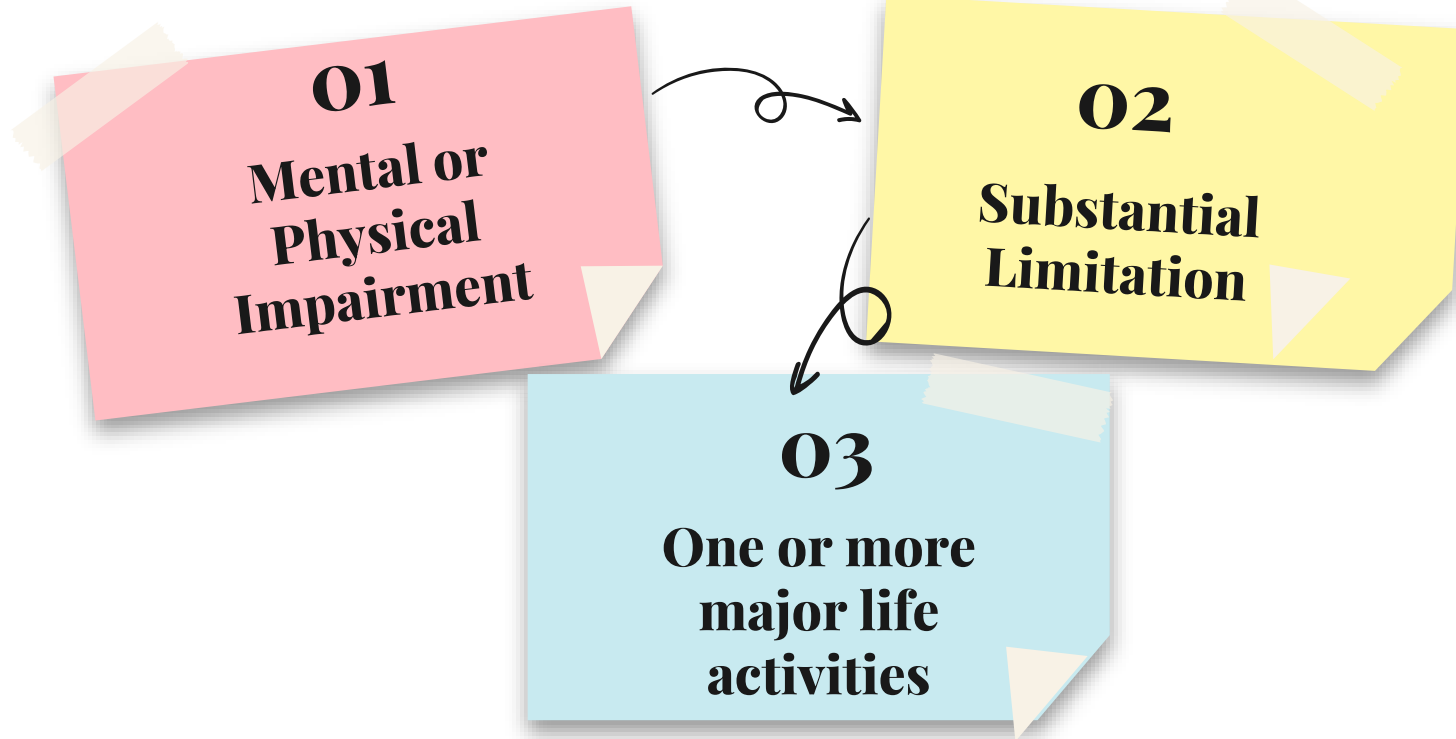 01
Mental or
Physical
Impairment
02
Substantial
Limitation
03
One or more
major life
activities